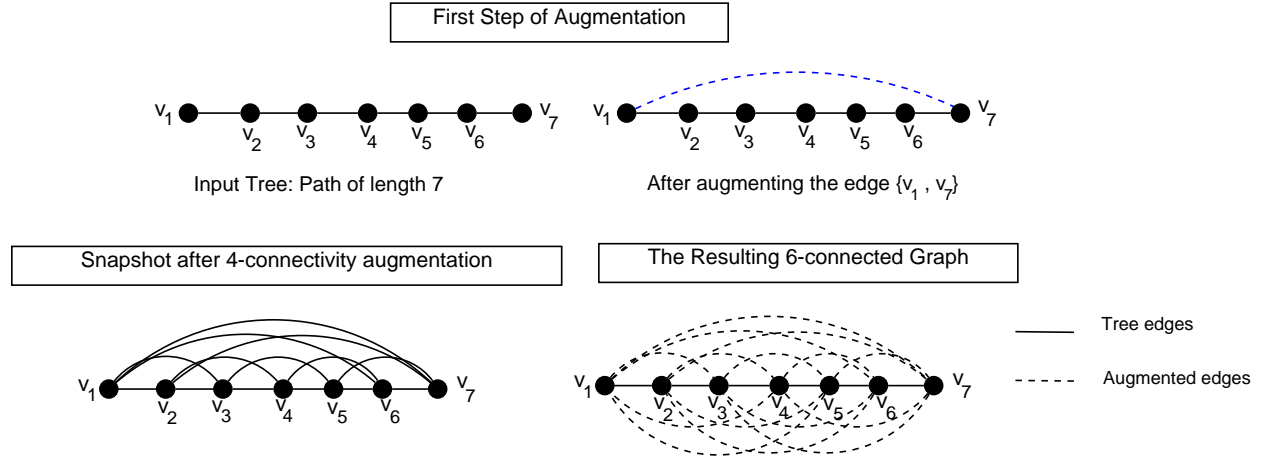 First Step of Augmentation
v1 v2 v3 v4 v5 v6 v7
v1 v2 v3 v4 v5 v6 v7
Input Tree: Path of length 7
After augmenting the edge {v1 , v7}
Snapshot after 4-connectivity augmentation
The Resulting 6-connected Graph
Tree edges
Augmented edges
v1 v2 v3 v4 v5 v6 v7
v1 v2 v3 v4 v5 v6 v7